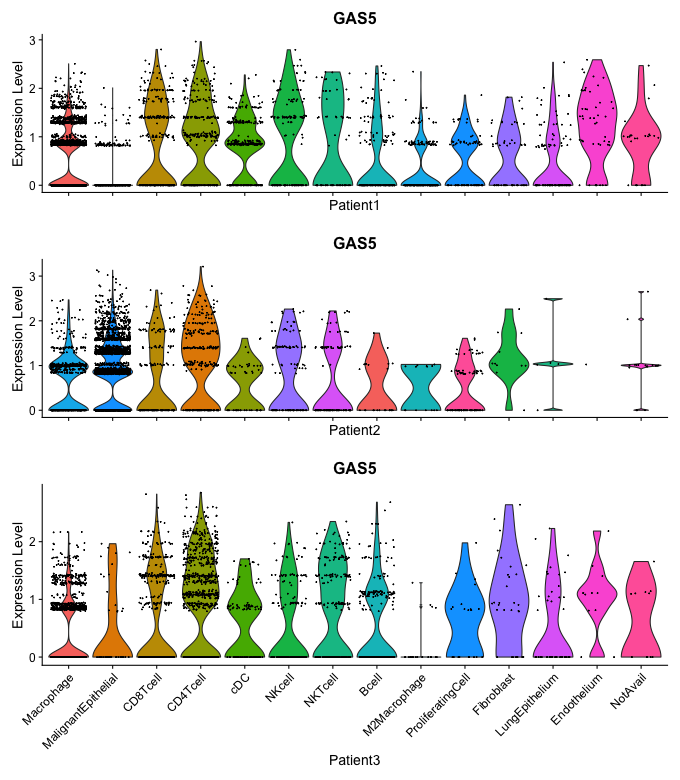 GAS5
Expression Level
3
2
1
0
Patient1
GAS5
Expression Level
3
2
1
0
Patient2
GAS5
Expression Level
2
1
0
Macrophage
MalignantEpithelial
CD8Tcell
CD4Tcell
cDC
NKcell
NKTcell
Bcell
M2Macrophage
ProliferatingCell
Fibroblast
LungEpithelium
Endothelium
NotAvail
Patient3